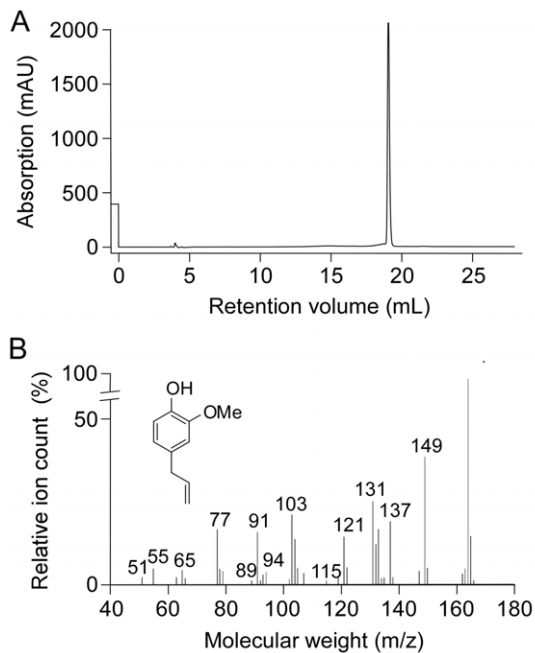 A
Absorption (mAU)
2000
1500
1000
500
0
0 5 10 15 20 25
Retention volume (mL)
B
Relative ion count (%)
100
50
0
OH
OMe
51
55
65
77
89
91
94
103
115
121
131
137
149
40 60 80 100 120 140 160 180
Molecular weight (m/z)